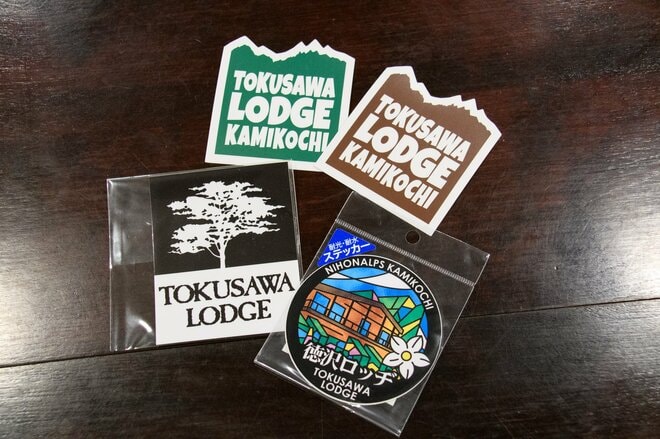 TOKUSAWA
LODGE
KAMIKOCHI
TOKUSAWA
LODGE
KAMIKOCHI
TOKUSAWA
LODGE
耐光・耐水
ステッカー
NIHONALPS KAMIKOCHI
徳沢ロッヂ
TOKUSAWA
LODGE